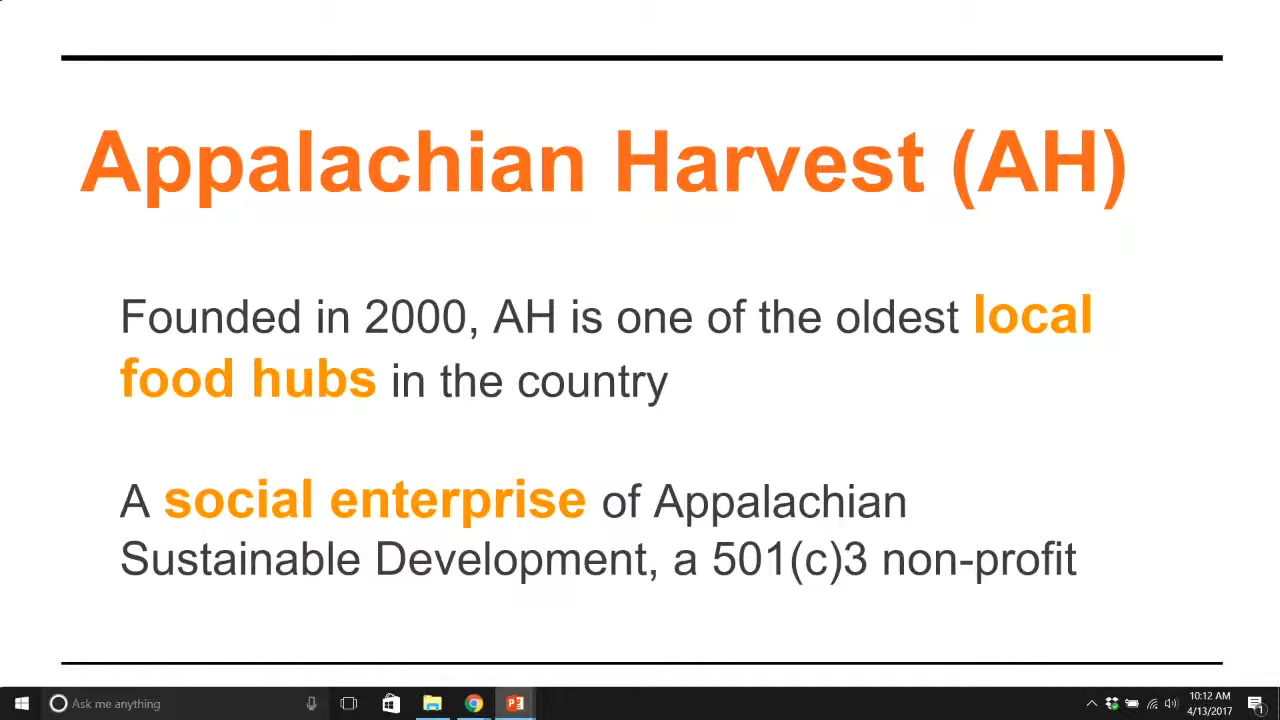 Appalachian Harvest (AH)
Founded in 2000, AH is one of the oldest local
food hubs in the country
A social enterprise of Appalachian
Sustainable Development, a 501(c)3 non-profit
Ask me anything
10:12 AM
4/13/2017
1